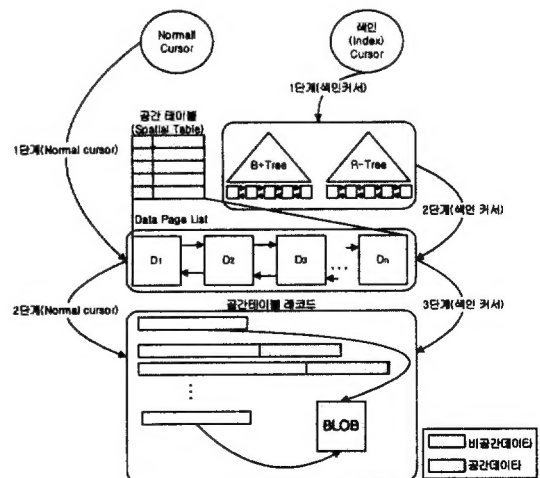 Normall
Cursor
색인
(Index)
Cursor
1단계(색인커서)
공간 테이블
(Spatial Table)
1단계(Normal cursor)
B+Tree
R-Tree
2단계(색인 커서)
Data Page List
D1
D2
D3
...
Dn
2단계(Normal cursor)
3단계(색인 커서)
공간테이블 레코드
BLOB
비공간데이타
공간데이타